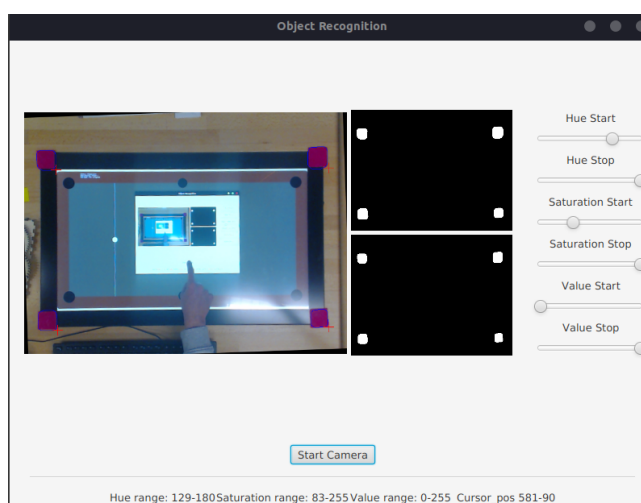 Object Recognition
Hue Start
Hue Stop
Saturation Start
Saturation Stop
Value Start
Value Stop
Start Camera
Hue range: 129-180Saturation range: 83-255Value range: 0-255 Cursor pos 581-90